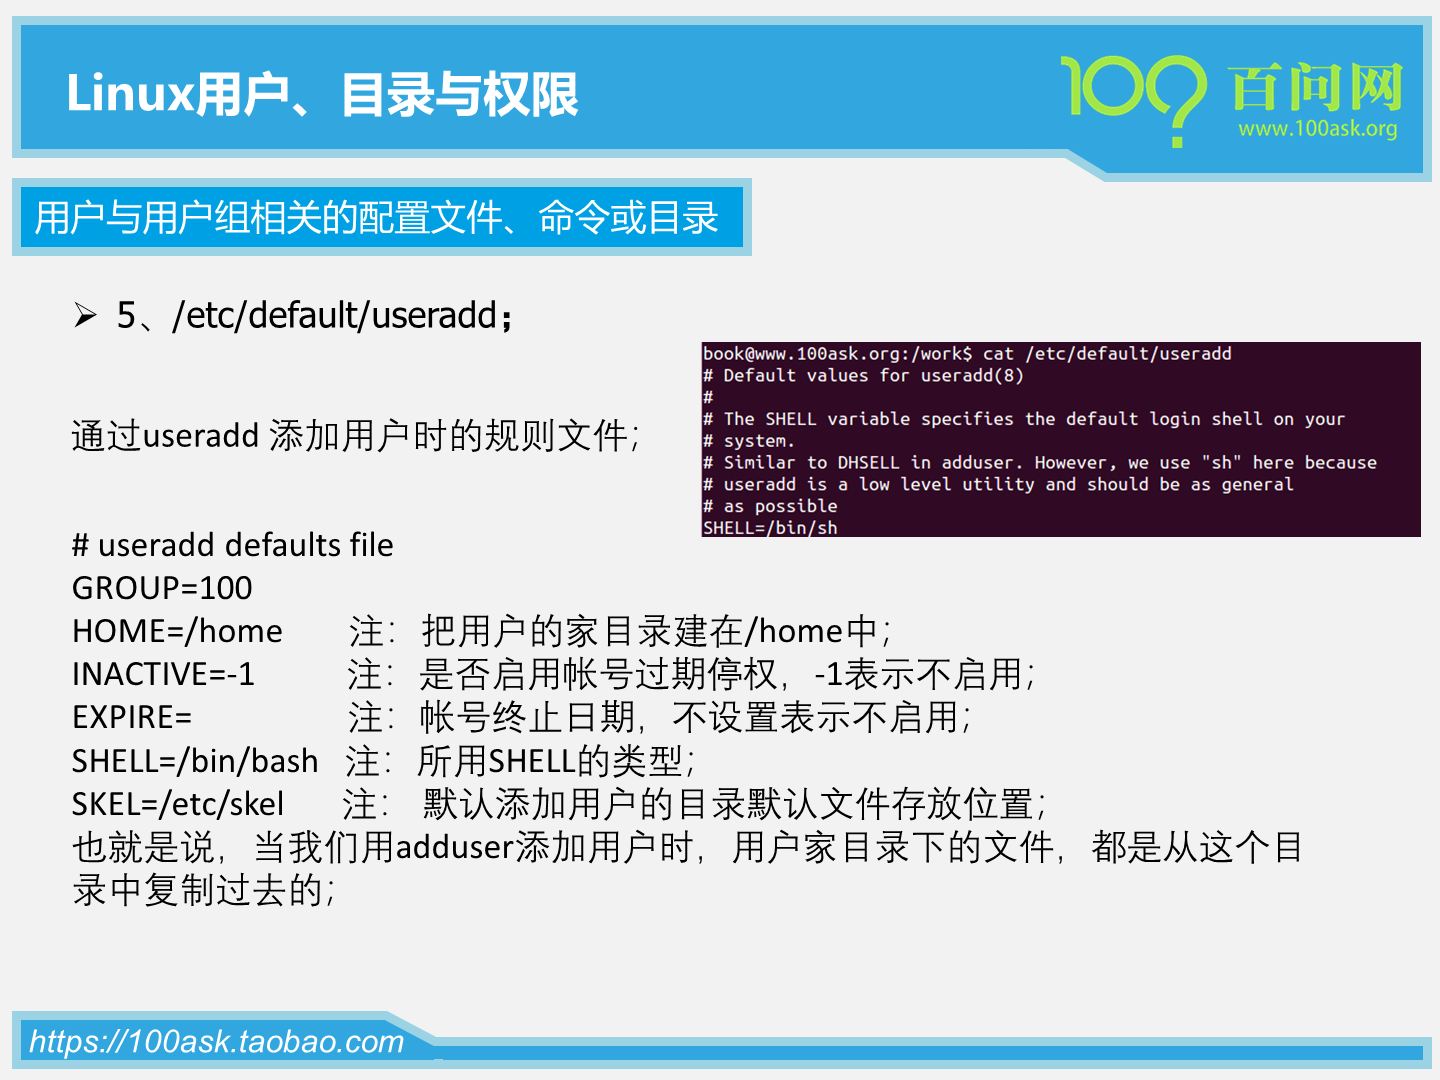 Linux用户、目录与权限
100? 百问网
www.100ask.org
用户与用户组相关的配置文件、命令或目录
➢ 5、/etc/default/useradd；
book@www.100ask.org:/work$ cat /etc/default/useradd
# Default values for useradd(8)
#
# The SHELL variable specifies the default login shell on your
# system.
# Similar to DHSELL in adduser. However, we use "sh" here because
# useradd is a low level utility and should be as general
# as possible
SHELL=/bin/sh
通过useradd 添加用户时的规则文件；
# useradd defaults file
GROUP=100
HOME=/home 注： 把用户的家目录建在/home中；
INACTIVE=-1 注： 是否启用帐号过期停权，-1表示不启用；
EXPIRE= 注： 帐号终止日期，不设置表示不启用；
SHELL=/bin/bash 注： 所用SHELL的类型；
SKEL=/etc/skel 注： 默认添加用户的目录默认文件存放位置；
也就是说，当我们用adduser添加用户时，用户家目录下的文件，都是从这个目
录中复制过去的；
https://100ask.taobao.com